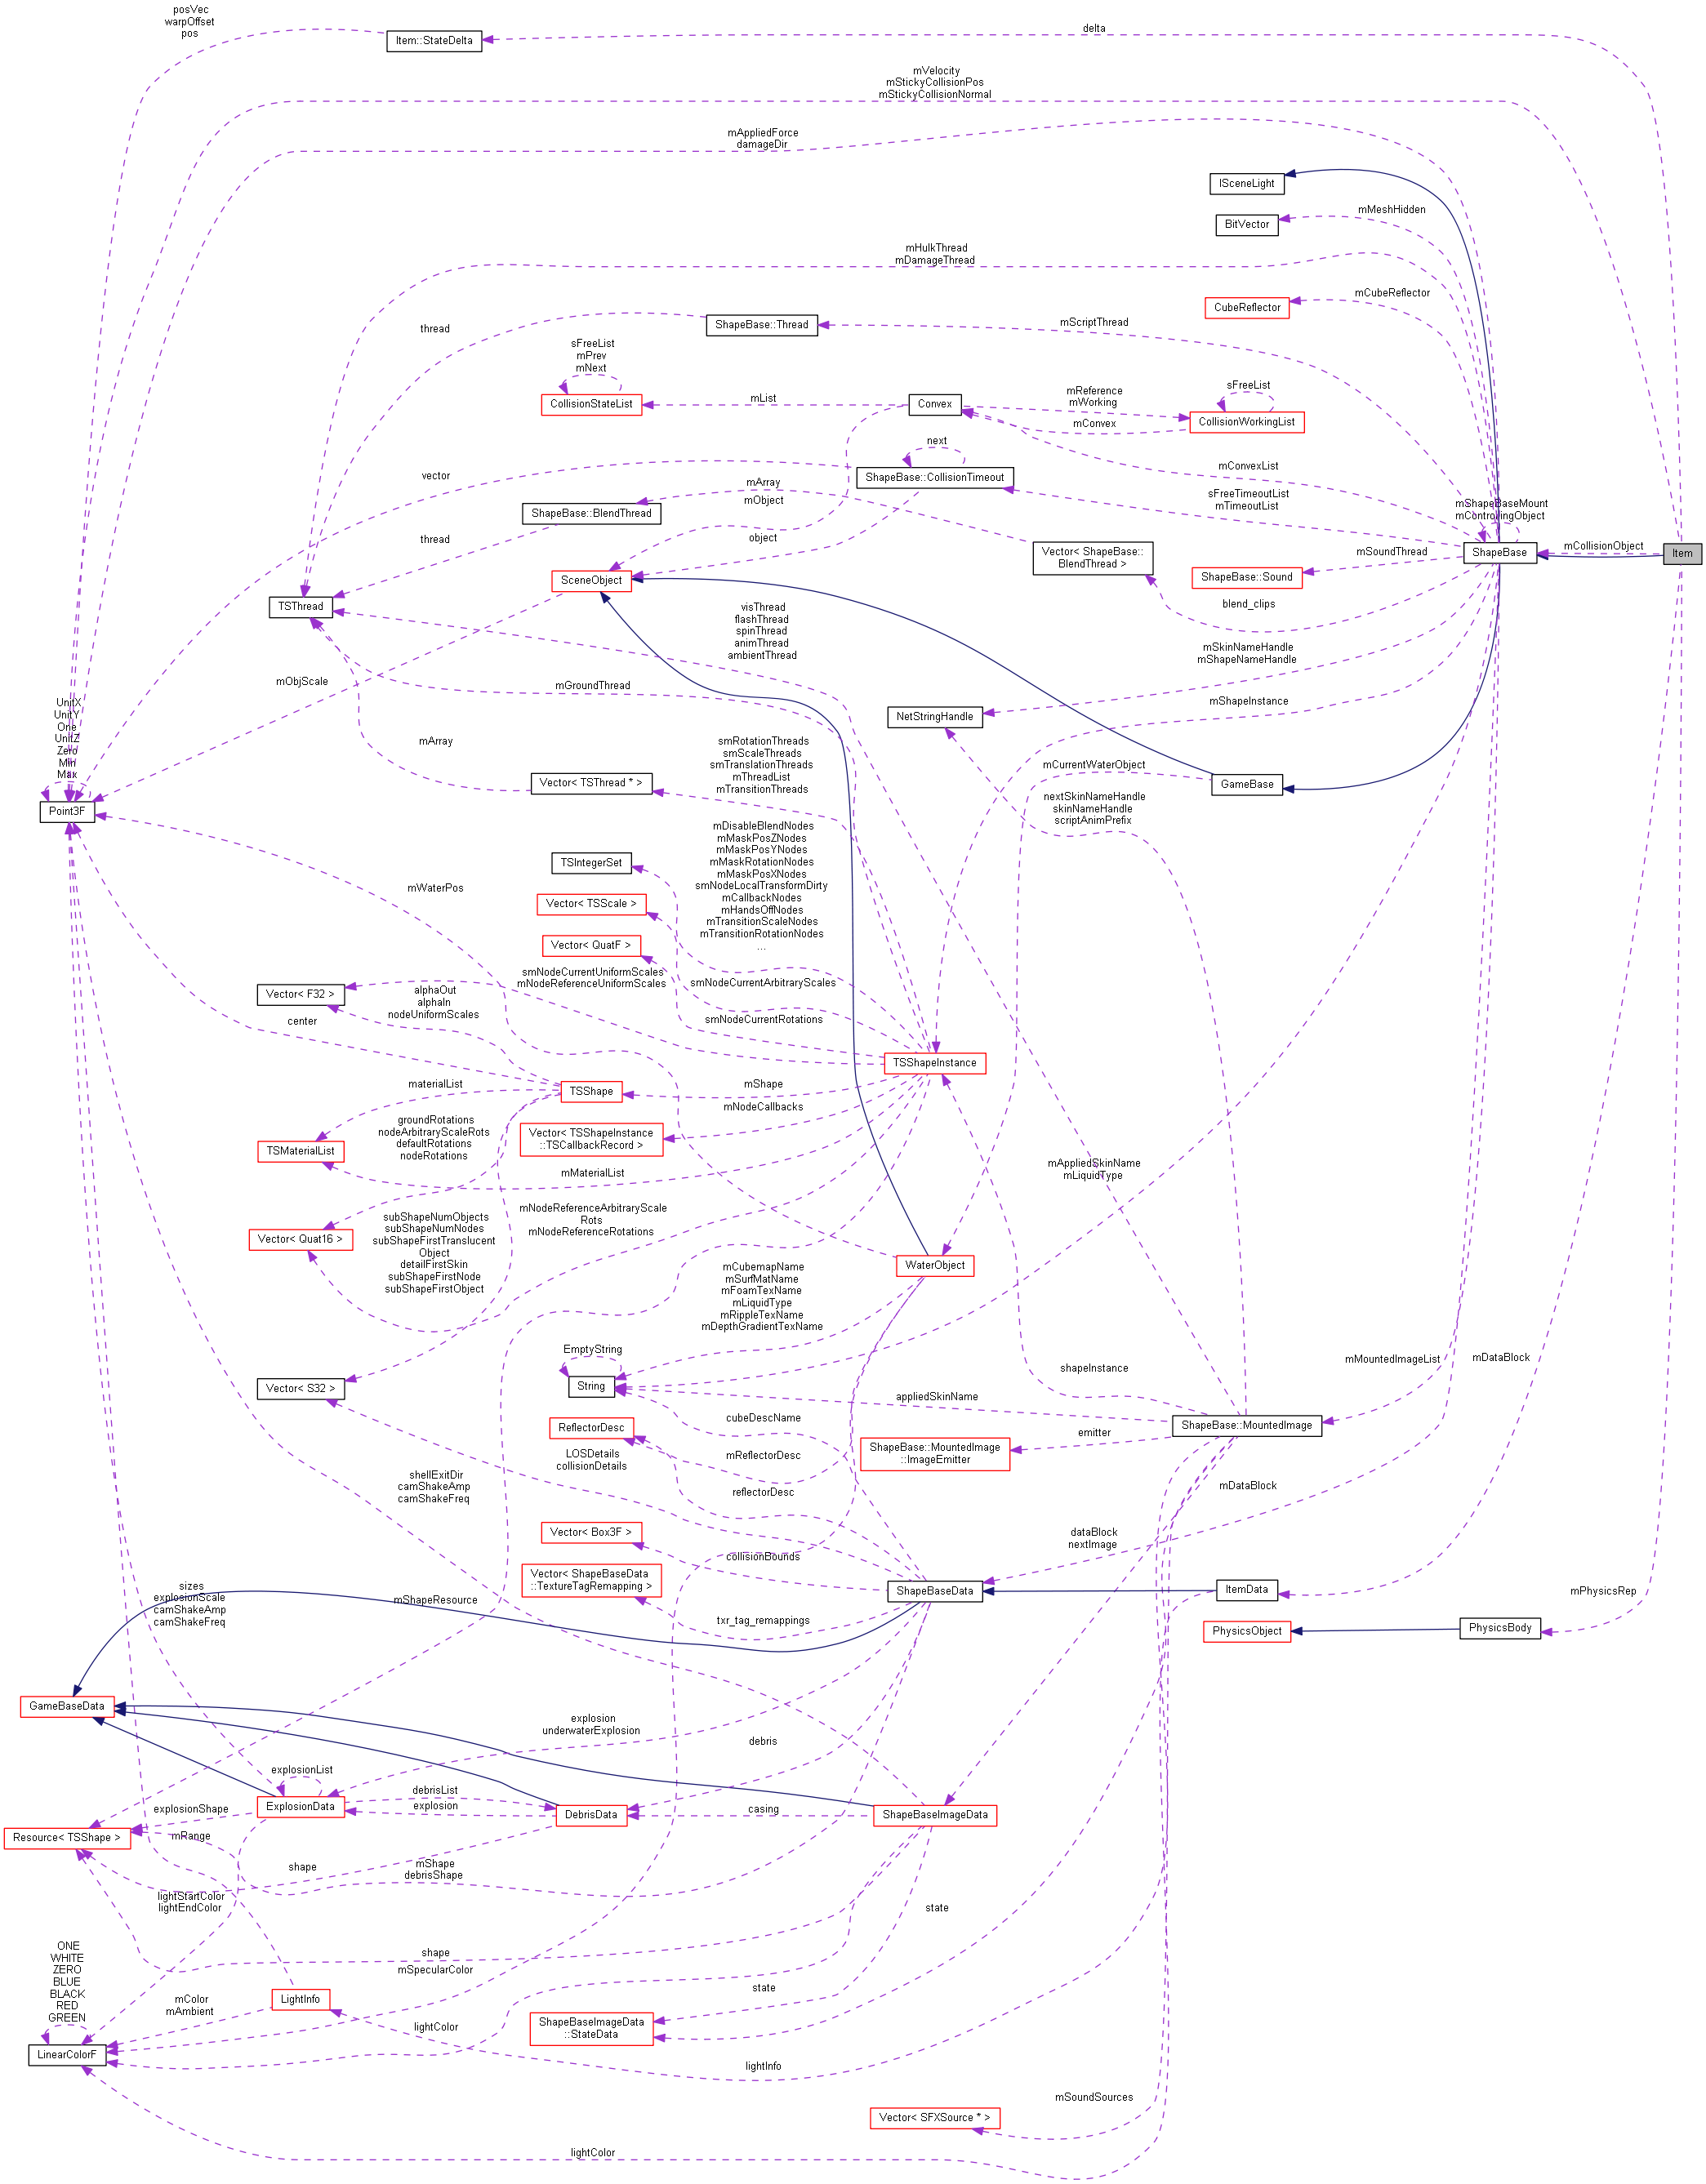 posVec
warpOffset
pos
Item::StateDelta
delta
mVelocity
mStickyCollisionPos
mStickyCollisionNormal
mAppliedForce
damageDir
ISceneLight
BitVector
mMeshHidden
mHulkThread
mDamageThread
CubeReflector
mCubeReflector
thread
ShapeBase::Thread
mScriptThread
sFreeList
mPrev
mNext
CollisionStateList
mList
Convex
mReference
mWorking
mConvex
sFreeList
CollisionWorkingList
next
vector
ShapeBase::CollisionTimeout
mConvexList
sFreeTimeoutList
mTimeoutList
mShapeBaseMount
mControllingObject
mArray
mObject
ShapeBase::BlendThread
thread
object
Vector< ShapeBase::
BlendThread >
mSoundThread
ShapeBase::Sound
ShapeBase
mCollisionObject
Item
SceneObject
TSThread
blend_clips
visThread
flashThread
spinThread
animThread
ambientThread
mSkinNameHandle
mShapeNameHandle
mObjScale
mGroundThread
NetStringHandle
mShapeInstance
UnitX
UnitY
One
UnitZ
Zero
Min
Max
Point3F
mArray
smRotationThreads
smScaleThreads
smTranslationThreads
mThreadList
mTransitionThreads
Vector< TSThread * >
mCurrentWaterObject
GameBase
nextSkinNameHandle
skinNameHandle
scriptAnimPrefix
TSIntegerSet
mDisableBlendNodes
mMaskPosZNodes
mMaskPosYNodes
mMaskRotationNodes
mMaskPosXNodes
smNodeLocalTransformDirty
mCallbackNodes
mHandsOffNodes
mTransitionScaleNodes
mTransitionRotationNodes
...
mWaterPos
Vector< TSScale >
Vector< QuatF >
smNodeCurrentUniformScales
mNodeReferenceUniformScales
smNodeCurrentArbitraryScales
Vector< F32 >
alphaOut
alphaIn
nodeUniformScales
center
smNodeCurrentRotations
TSShapeInstance
materialList
TSShape
mShape
mNodeCallbacks
groundRotations
nodeArbitraryScaleRots
defaultRotations
nodeRotations
Vector< TSShapeInstance
::TSCallbackRecord >
TSMaterialList
mMaterialList
mAppliedSkinName
mLiquidType
Vector< Quat16 >
subShapeNumObjects
subShapeNumNodes
subShapeFirstTranslucent
Object
detailFirstSkin
subShapeFirstNode
subShapeFirstObject
mNodeReferenceArbitraryScale
Rots
mNodeReferenceRotations
WaterObject
mCubemapName
mSurfMatName
mFoamTexName
mLiquidType
mRippleTexName
mDepthGradientTexName
EmptyString
String
Vector< S32 >
shapeInstance
mMountedImageList
mDataBlock
appliedSkinName
ShapeBase::MountedImage
cubeDescName
ReflectorDesc
emitter
ShapeBase::MountedImage
::ImageEmitter
LOSDetails
collisionDetails
mReflectorDesc
shellExitDir
camShakeAmp
camShakeFreq
reflectorDesc
mDataBlock
Vector< Box3F >
dataBlock
nextImage
collisionBounds
Vector< ShapeBaseData
::TextureTagRemapping >
ShapeBaseData
ItemData
mPhysicsRep
sizes
explosionScale
camShakeAmp
camShakeFreq
mShapeResource
txr_tag_remappings
PhysicsObject
PhysicsBody
GameBaseData
explosion
underwaterExplosion
debris
explosionList
ExplosionData
debrisList
explosion
DebrisData
casing
ShapeBaseImageData
explosionShape
Resource< TSShape >
mRange
shape
mShape
debrisShape
lightStartColor
lightEndColor
state
ONE
WHITE
ZERO
BLUE
BLACK
RED
GREEN
shape
mSpecularColor
LightInfo
mColor
mAmbient
state
ShapeBaseImageData
::StateData
LinearColorF
lightColor
lightInfo
mSoundSources
Vector< SFXSource * >
lightColor